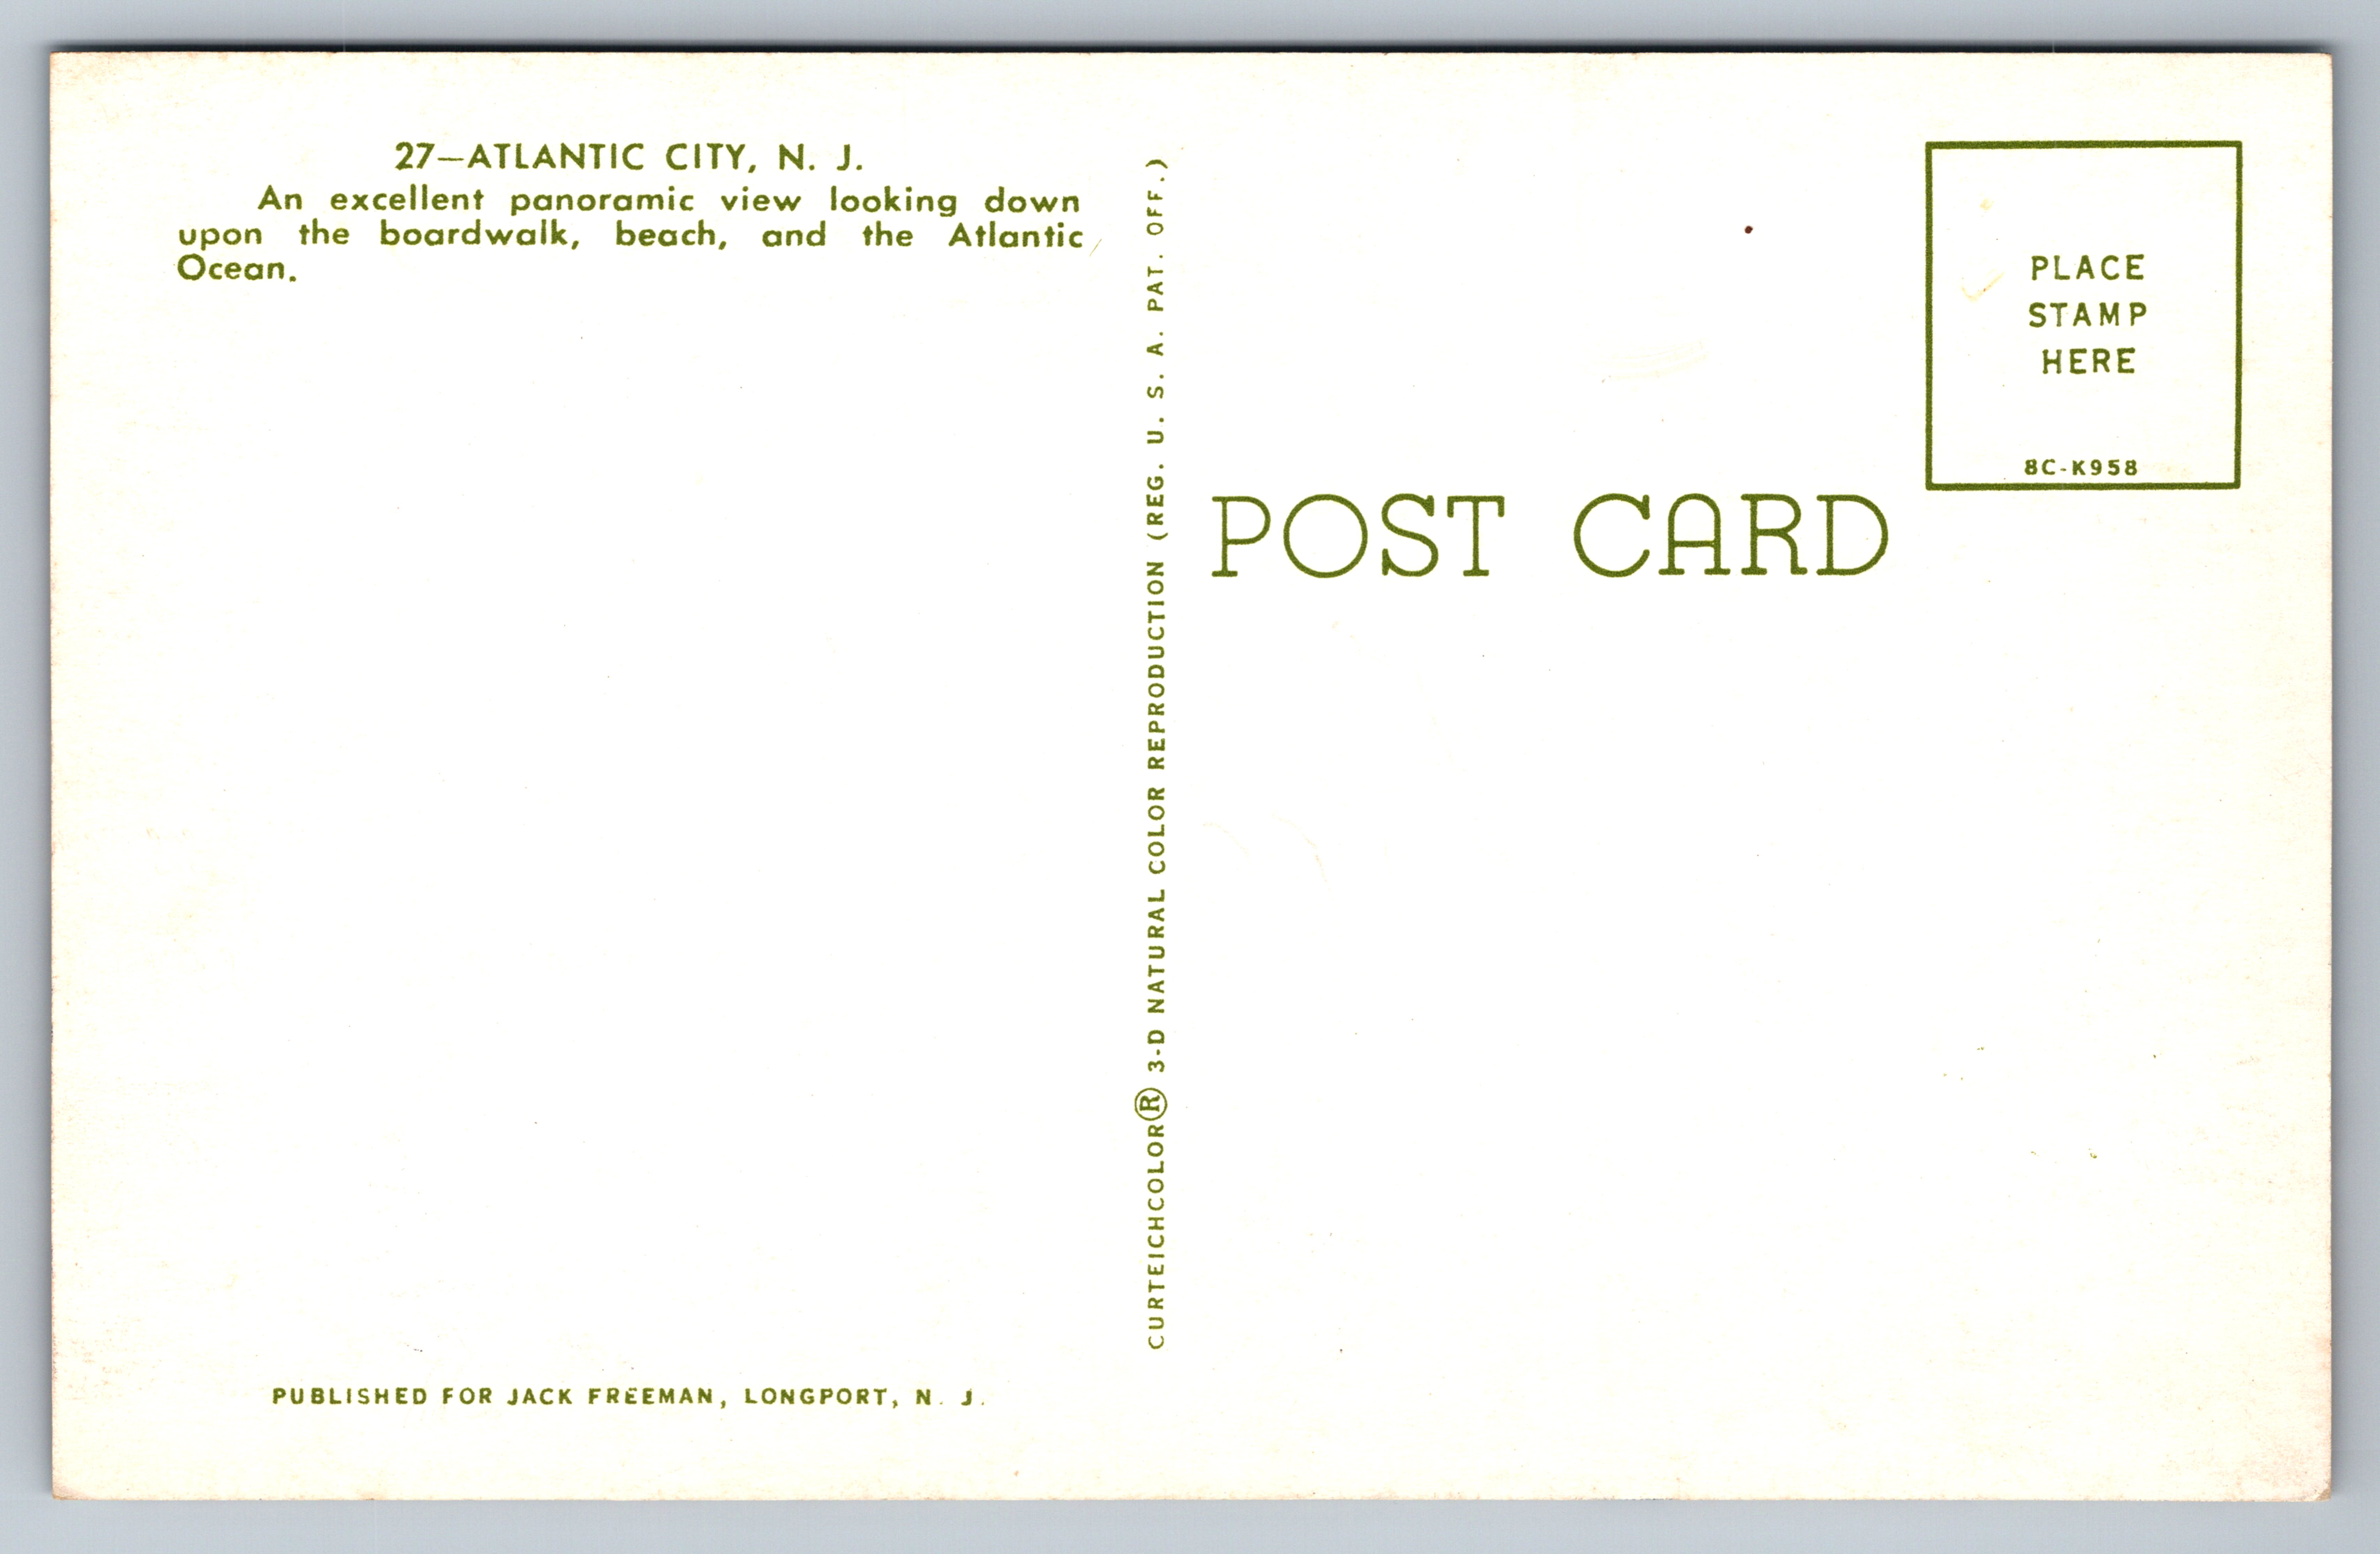 27—ATLANTIC CITY, N. J.
An excellent panoramic view looking down
upon the boardwalk, beach, and the Atlantic
Ocean.
PUBLISHED FOR JACK FREEMAN, LONGPORT, N. J.
CURTEICHCOLOR® 3-D NATURAL COLOR REPRODUCTION (REG. U. S. A. PAT. OFF.)
POST CARD
PLACE
STAMP
HERE
8C-K958